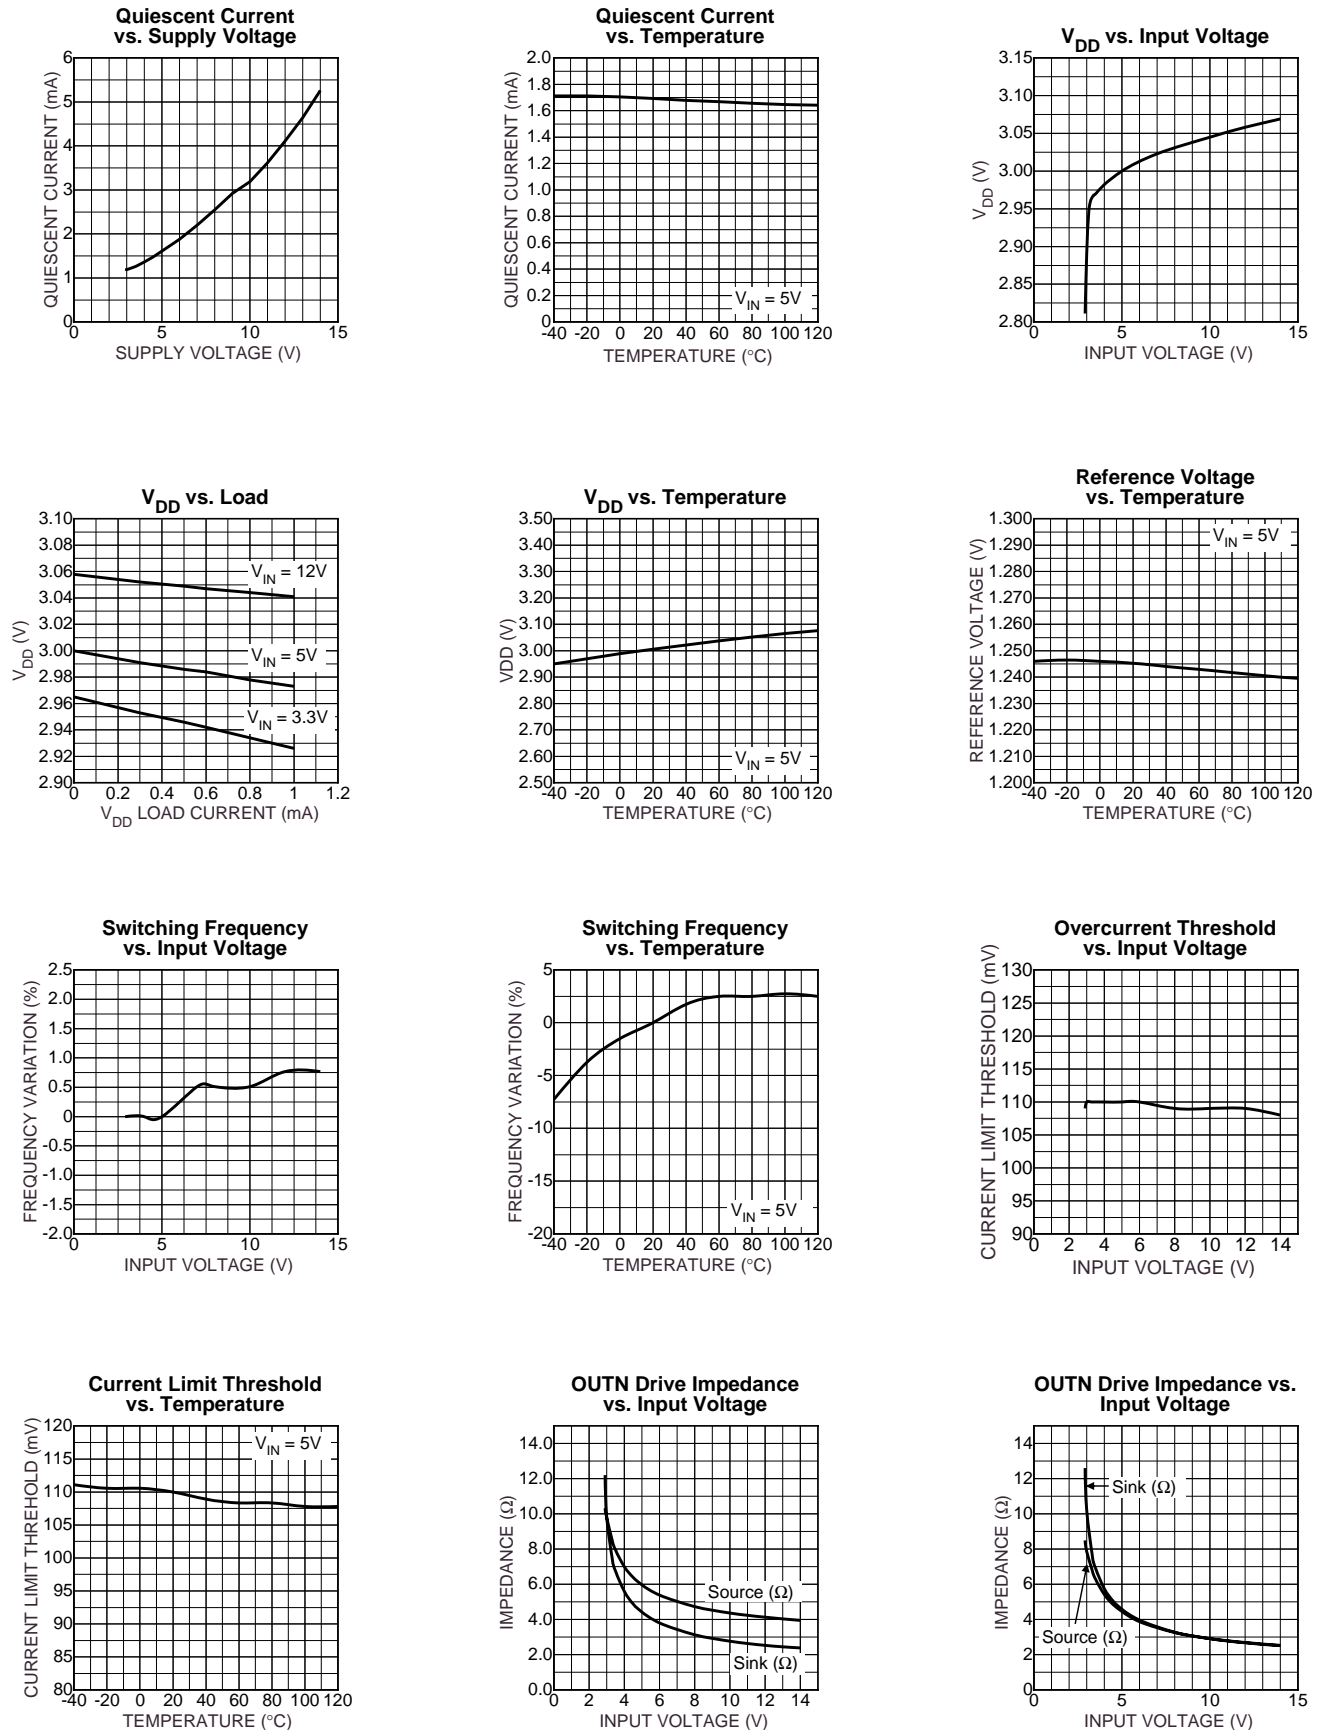 Quiescent Current
vs. Supply Voltage
QUIESCENT CURRENT (mA)
6
5
4
3
2
1
0
0 5 10 15
SUPPLY VOLTAGE (V)
Quiescent Current
vs. Temperature
QUIESCENT CURRENT (mA)
2.0
1.8
1.6
1.4
1.2
1.0
0.8
0.6
0.4
0.2
0
VIN = 5V
-40 -20 0 20 40 60 80 100 120
TEMPERATURE (°C)
VDD vs. Input Voltage
VDD (V)
3.15
3.10
3.05
3.00
2.95
2.90
2.85
2.80
0 5 10 15
INPUT VOLTAGE (V)
VDD vs. Load
VDD (V)
3.10
3.08
3.06
3.04
3.02
3.00
2.98
2.96
2.94
2.92
2.90
VIN = 12V
VIN = 5V
VIN = 3.3V
0 0.2 0.4 0.6 0.8 1 1.2
VDD LOAD CURRENT (mA)
VDD vs. Temperature
VDD (V)
3.50
3.40
3.30
3.20
3.10
3.00
2.90
2.80
2.70
2.60
2.50
VIN = 5V
-40 -20 0 20 40 60 80 100 120
TEMPERATURE (°C)
Reference Voltage
vs. Temperature
REFERENCE VOLTAGE (V)
1.300
1.290
1.280
1.270
1.260
1.250
1.240
1.230
1.220
1.210
1.200
VIN = 5V
-40 -20 0 20 40 60 80 100 120
TEMPERATURE (°C)
Switching Frequency
vs. Input Voltage
FREQUENCY VARIATION (%)
2.5
2.0
1.5
1.0
0.5
0
-0.5
-1.0
-1.5
-2.0
0 5 10 15
INPUT VOLTAGE (V)
Switching Frequency
vs. Temperature
FREQUENCY VARIATION (%)
5
0
-5
-10
-15
-20
VIN = 5V
-40 -20 0 20 40 60 80 100 120
TEMPERATURE (°C)
Overcurrent Threshold
vs. Input Voltage
CURRENT LIMIT THRESHOLD (mV)
130
125
120
115
110
105
100
95
90
0 2 4 6 8 10 12 14
INPUT VOLTAGE (V)
Current Limit Threshold
vs. Temperature
CURRENT LIMIT THREHOLD (mV)
120
115
110
105
100
95
90
85
80
VIN = 5V
-40 -20 0 20 40 60 80 100 120
TEMPERATURE (°C)
OUTN Drive Impedance
vs. Input Voltage
IMPEDANCE (Ω)
14.0
12.0
10.0
8.0
6.0
4.0
2.0
0.0
Source (Ω)
Sink (Ω)
0 2 4 6 8 10 12 14
INPUT VOLTAGE (V)
OUTN Drive Impedance vs.
Input Voltage
IMPEDANCE (Ω)
14
12
10
8
6
4
2
0
Sink (Ω)
Source (Ω)
0 5 10 15
INPUT VOLTAGE (V)